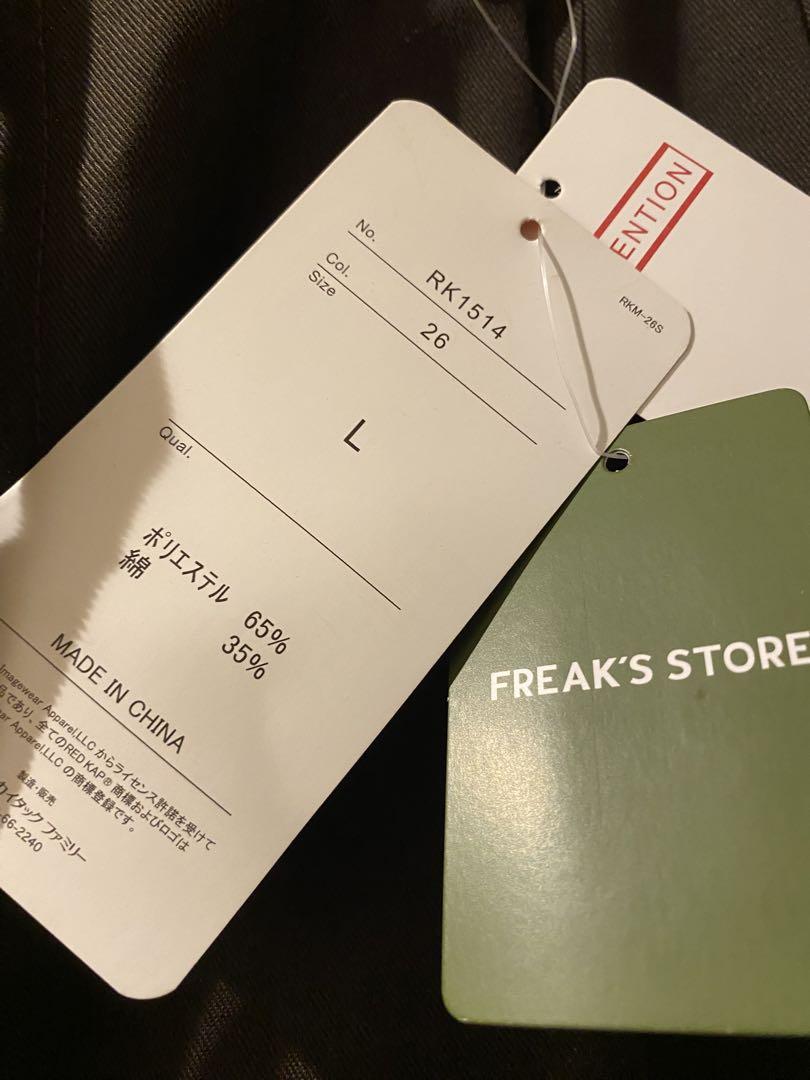 No. RK1514
Col. 26
Size
L
Qual.
ポリエステル 65%
綿 35%
MADE IN CHINA
Imagewear Apparel,LLC からライセンス許諾を受けて
品であり、全てのRED KAP® 商標およびロゴは
ear Apparel,LLC の商標登録です。
製造・販売
カイタック ファミリー
-66-2240
RKM-26S
ENTION
FREAK'S STORE